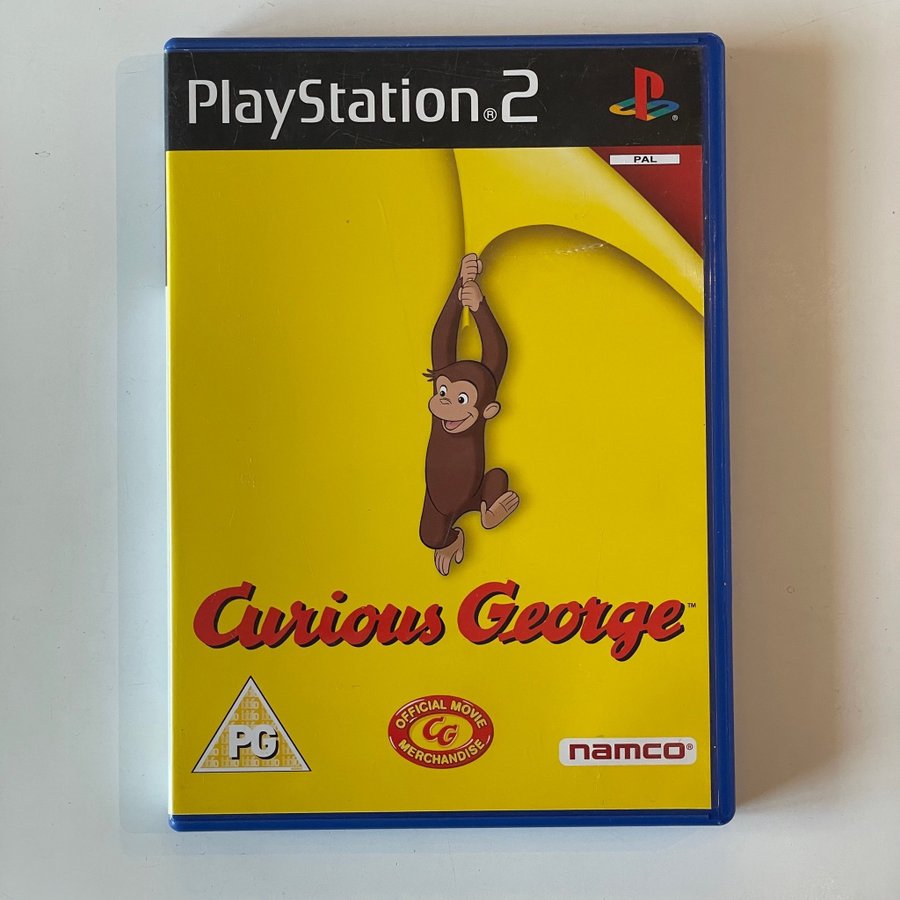 PlayStation®2
PAL
Curious George™
PG
OFFICIAL MOVIE
CG
MERCHANDISE
namco®